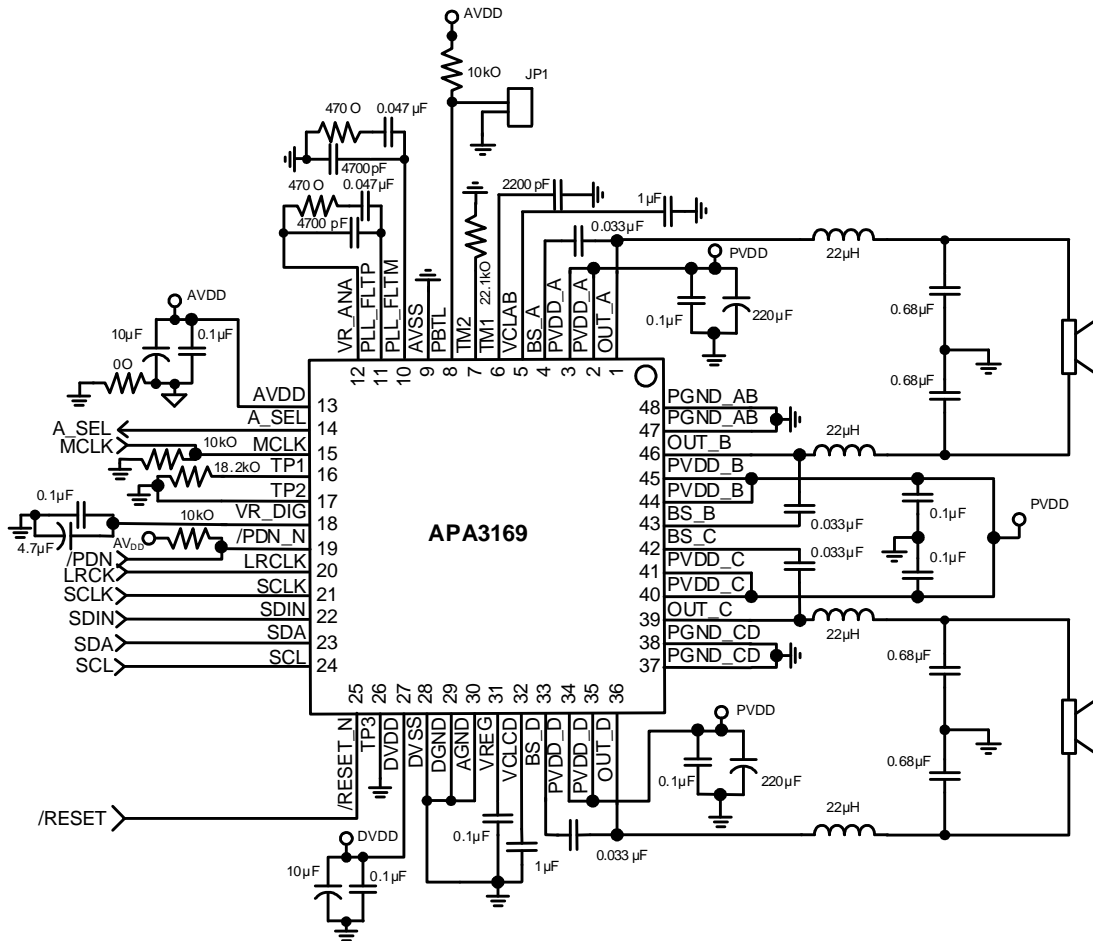 AVDD
10kO
JP1
470 O
0.047 µF
4700pF
470 O
0.047µF
4700 pF
2200 pF
1µF
0.033µF
22.1kO
PVDD
0.1µF
220µF
22µH
0.68µF
0.68µF
AVDD
10µF
0.1µF
0O
VR_ANA
PLL_FLTP
PLL_FLTM
AVSS
PBTL
TM2
TM1
VCLAB
BS_A
PVDD_A
PVDD_A
OUT_A
12
11
10
9
8
7
6
5
4
3
2
1
AVDD
13
A_SEL
A_SEL
14
MCLK
10kO
MCLK
15
18.2kO
TP1
16
TP2
17
0.1µF
4.7µF
VR_DIG
18
10kO
AVDD
/PDN_N
19
/PDN
LRCK
LRCLK
20
SCLK
SCLK
21
SDIN
SDIN
22
SDA
SDA
23
SCL
SCL
24
APA3169
48
PGND_AB
47
PGND_AB
46
OUT_B
22µH
45
PVDD_B
44
PVDD_B
43
BS_B
0.033µF
0.1µF
PVDD
42
BS_C
0.033µF
0.1µF
41
PVDD_C
40
PVDD_C
39
OUT_C
22µH
38
PGND_CD
37
PGND_CD
0.68µF
0.68µF
25
26
27
28
29
30
31
32
33
34
35
36
/RESET_N
TP3
DVDD
DVSS
DGND
AGND
VREG
VCLCD
BS_D
PVDD_D
PVDD_D
OUT_D
PVDD
0.1µF
220µF
/RESET
0.1µF
1µF
0.033 µF
22µH
DVDD
10µF
0.1µF